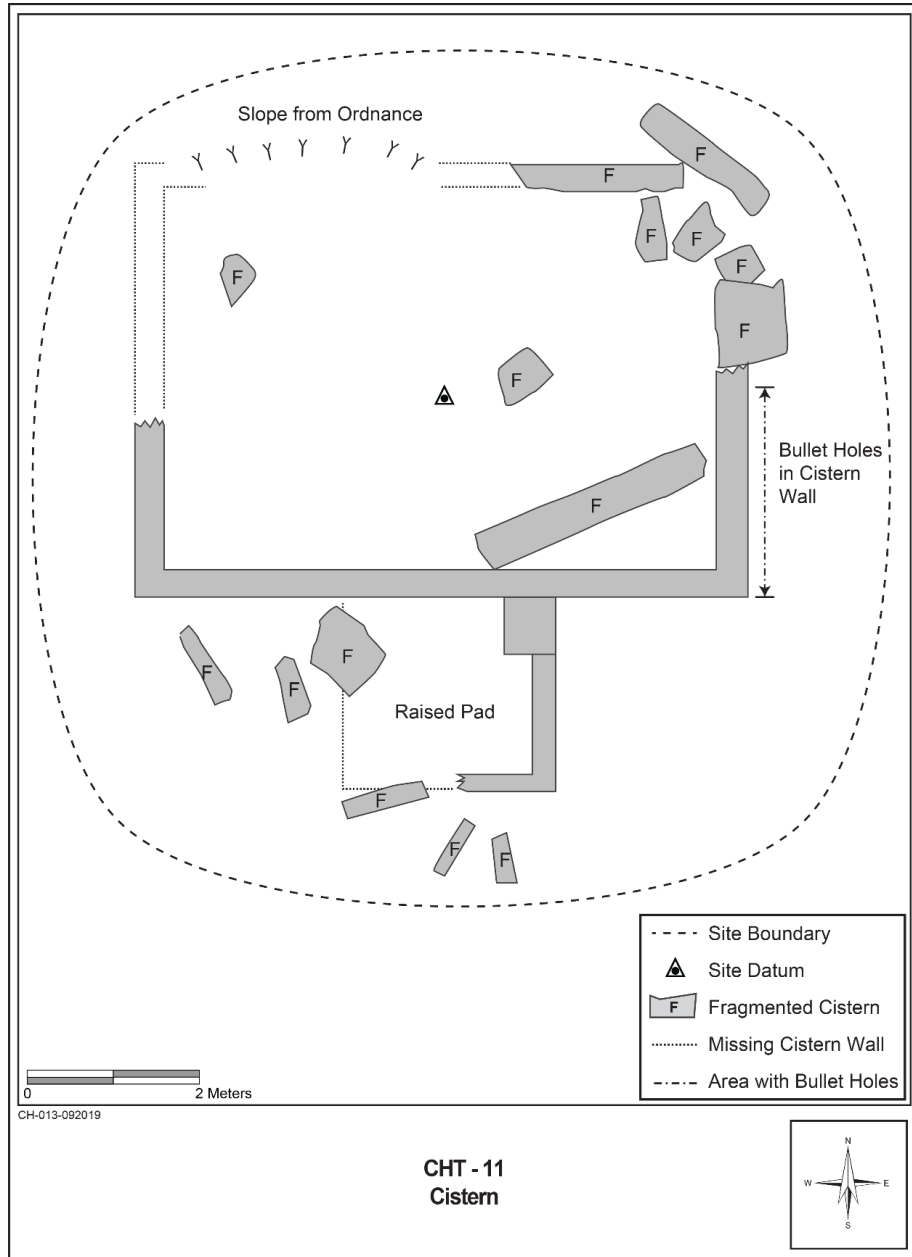 Slope from Ordnance
F
F
F
F
F
F
F
F
Bullet Holes
in Cistern
Wall
F
F
F
F
Raised Pad
F
F
F
Site Boundary
Site Datum
F Fragmented Cistern
Missing Cistern Wall
Area with Bullet Holes
0 2 Meters
CH-013-092019
CHT - 11
Cistern
N
W E
S